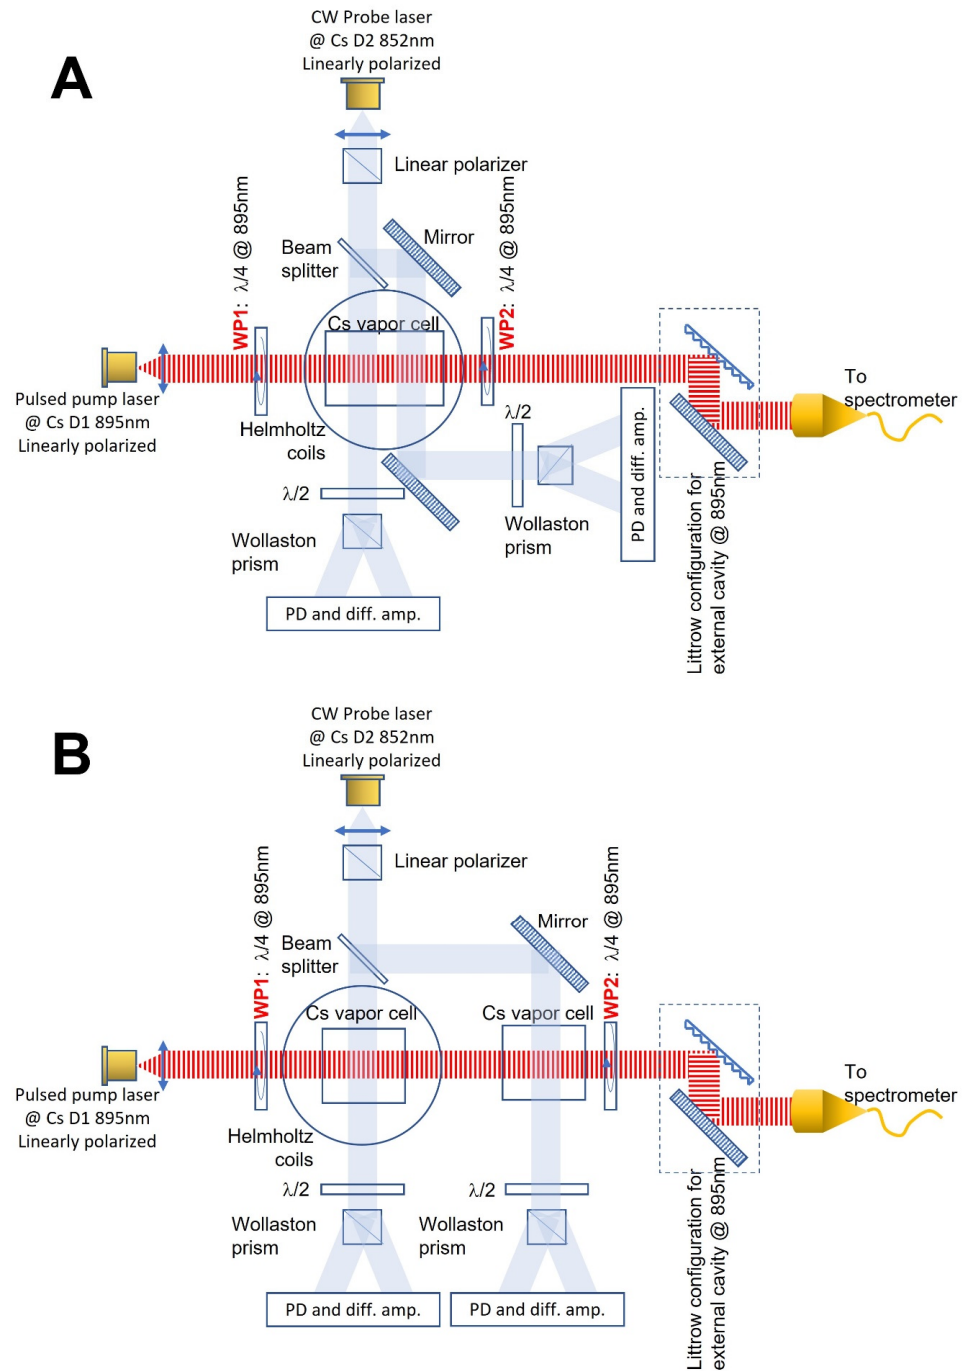 A
CW Probe laser
@ Cs D2 852nm
Linearly polarized
Linear polarizer
Mirror
Beam
splitter
WP1: λ/4 @ 895nm
WP2: λ/4 @ 895nm
Cs vapor cell
Pulsed pump laser
@ Cs D1 895nm
Linearly polarized
Helmholtz
coils
λ/2
Wollaston
prism
PD and diff. amp.
λ/2
Wollaston
prism
PD and diff. amp.
To
spectrometer
Littrow configuration for
external cavity @ 895nm
B
CW Probe laser
@ Cs D2 852nm
Linearly polarized
Linear polarizer
Mirror
Beam
splitter
WP1: λ/4 @ 895nm
WP2: λ/4 @ 895nm
Cs vapor cell
Cs vapor cell
Pulsed pump laser
@ Cs D1 895nm
Linearly polarized
Helmholtz
coils
λ/2
Wollaston
prism
PD and diff. amp.
λ/2
Wollaston
prism
PD and diff. amp.
To
spectrometer
Littrow configuration for
external cavity @ 895nm